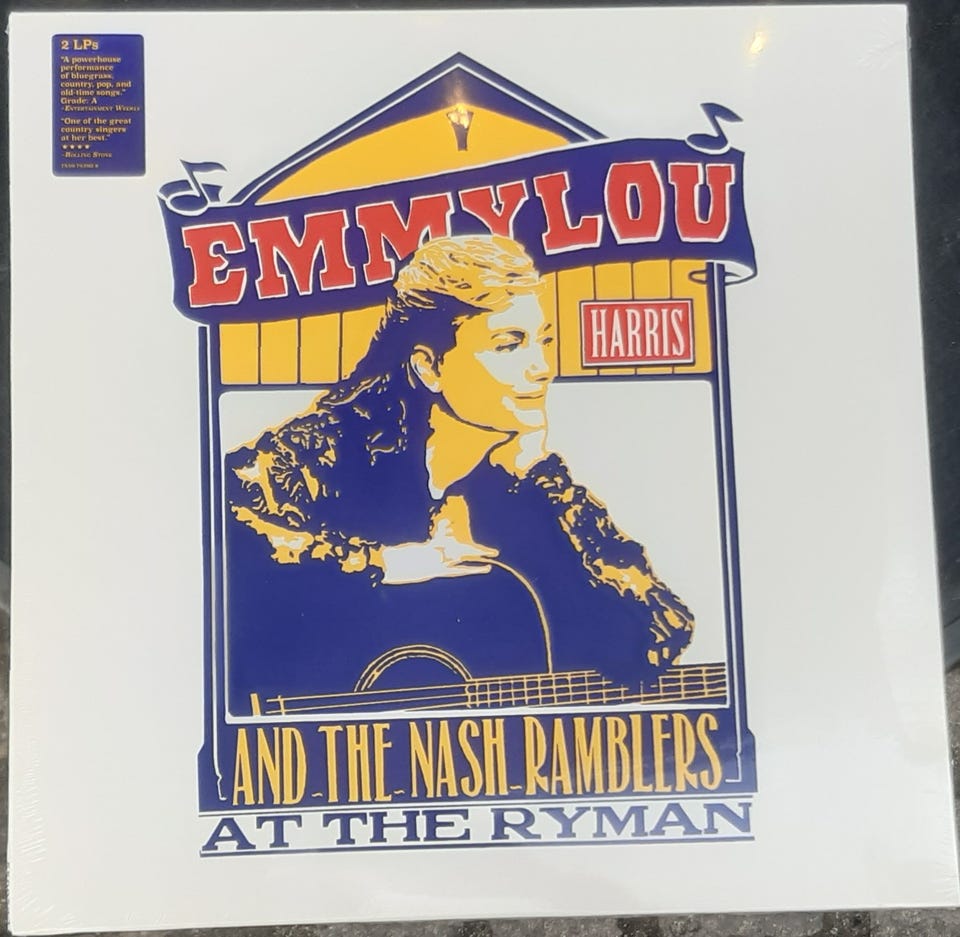 2 LPs
"A powerhouse
performance
of bluegrass,
country, pop, and
old-time songs."
Grade: A
–ENTERTAINMENT WEEKLY
"One of the great
country singers
at her best."
★★★★
–ROLLING STONE
EMMYLOU
HARRIS
AND THE NASH RAMBLERS
AT THE RYMAN